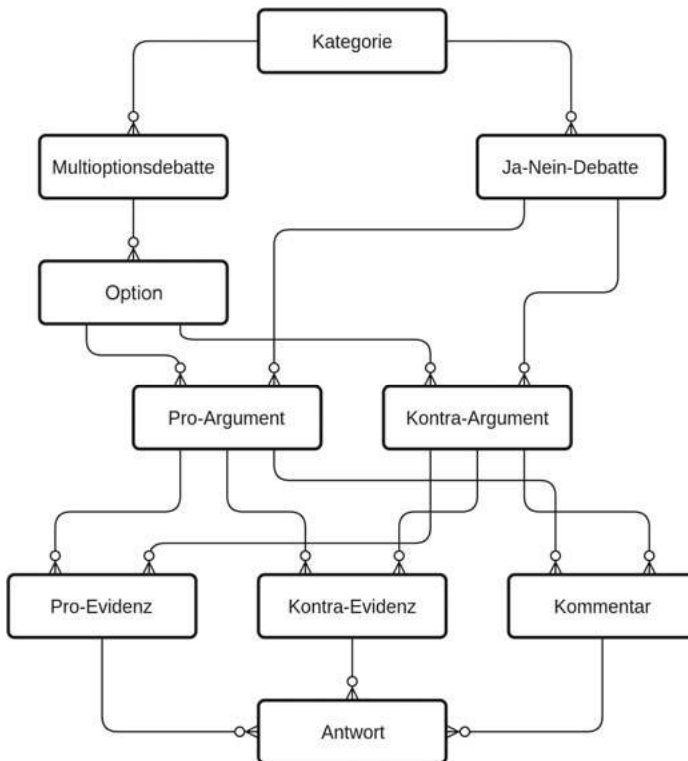 Kategorie
Multioptionsdebatte
Ja-Nein-Debatte
Option
Pro-Argument
Kontra-Argument
Pro-Evidenz
Kontra-Evidenz
Kommentar
Antwort